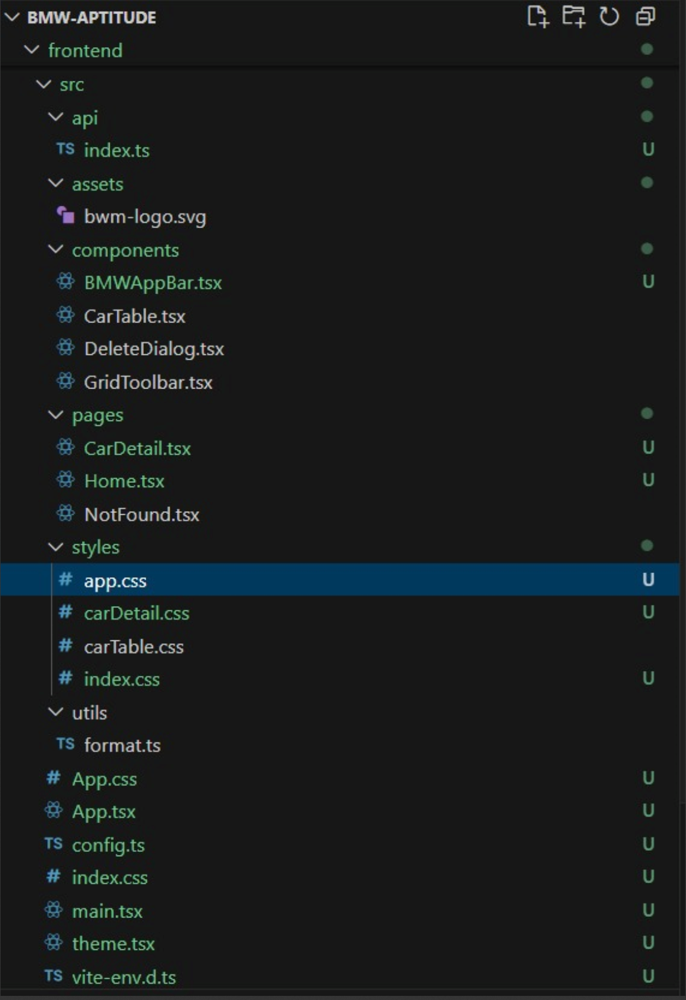 BMW-APTITUDE
frontend
src
api
TS index.ts U
assets
bwm-logo.svg
components
BMWAppBar.tsx U
CarTable.tsx
DeleteDialog.tsx
GridToolbar.tsx
pages
CarDetail.tsx U
Home.tsx U
NotFound.tsx
styles
# app.css U
# carDetail.css U
# carTable.css
# index.css U
utils
TS format.ts
# App.css U
App.tsx U
TS config.ts U
# index.css U
main.tsx U
theme.tsx U
TS vite-env.d.ts U